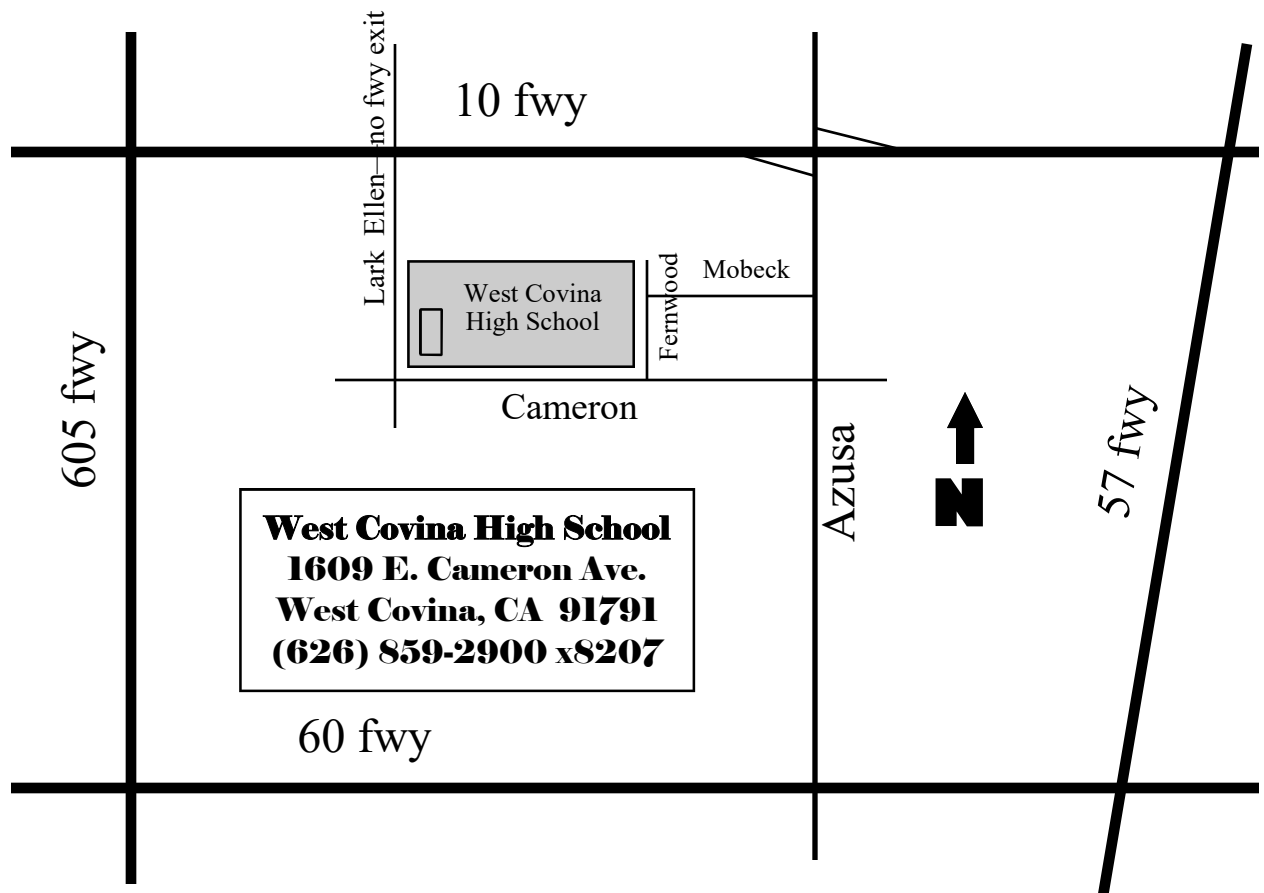 Lark Ellen—no fwy exit
10 fwy
West Covina
High School
Fernwood
Mobeck
605 fwy
Cameron
Azusa
N
57 fwy
West Covina High School
1609 E. Cameron Ave.
West Covina, CA 91791
(626) 859-2900 x8207
60 fwy